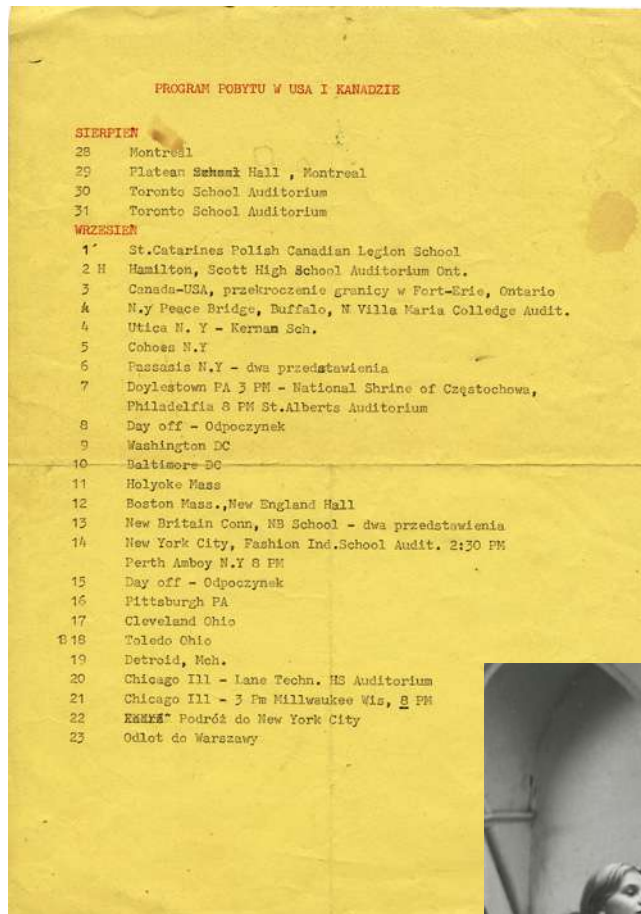 PROGRAM POBYTU W USA I KANADZIE
SIERPIEŃ
28 Montreal
29 Plateau School Hall , Montreal
30 Toronto School Auditorium
31 Toronto School Auditorium
WRZESIEŃ
1 St.Catarines Polish Canadian Legion School
2 H Hamilton, Scott High School Auditorium Ont.
3 Canada-USA, przekroczenie granicy w Fort-Erie, Ontario
4 N.y Peace Bridge, Buffalo, N Villa Maria Colledge Audit.
4 Utica N. Y - Kernan Sch.
5 Cohoes N.Y
6 Passasis N.Y - dwa przedstawienia
7 Doylestown PA 3 PM - National Shrine of Częstochowa,
Philadelfia 8 PM St.Alberts Auditorium
8 Day off - Odpoczynek
9 Washington DC
10 Baltimore DC
11 Holyoke Mass
12 Boston Mass.,New England Hall
13 New Britain Conn, NB School - dwa przedstawienia
14 New York City, Fashion Ind.School Audit. 2:30 PM
Perth Amboy N.Y 8 PM
15 Day off - Odpoczynek
16 Pittsburgh PA
17 Cleveland Ohio
18 18 Toledo Ohio
19 Detroid, Mch.
20 Chicago Ill - Lane Techn. HS Auditorium
21 Chicago Ill - 3 Pm Millwaukee Wis, 8 PM
22 Podróż do New York City
23 Odlot do Warszawy